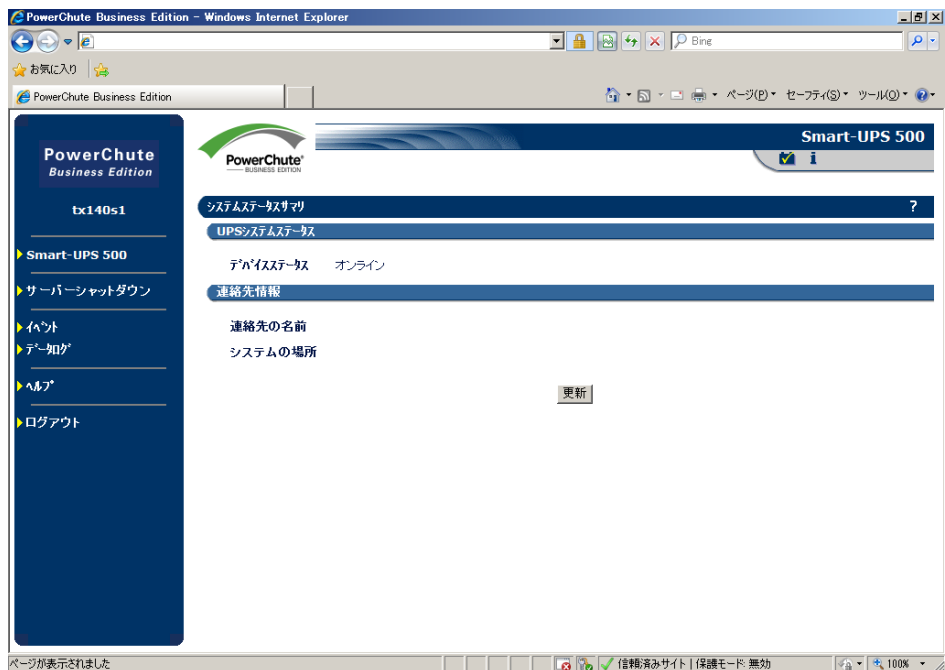 PowerChute Business Edition - Windows Internet Explorer
Bing
お気に入り
PowerChute Business Edition
ページ(P) セーフティ(S) ツール(O)
PowerChute
Business Edition
tx140s1
Smart-UPS 500
サーバーシャットダウン
ｲﾍﾞﾝﾄ
ﾃﾞｰﾀﾛｸﾞ
ﾍﾙﾌﾟ
ログアウト
PowerChute®
BUSINESS EDITION
Smart-UPS 500
i
ｼｽﾃﾑｽﾃｰﾀｽｻﾏﾘ ?
UPSｼｽﾃﾑｽﾃｰﾀｽ
ﾃﾞﾊﾞｲｽｽﾃｰﾀｽ オンライン
連絡先情報
連絡先の名前
システムの場所
更新
ページが表示されました
信頼済みサイト | 保護モード: 無効
100%